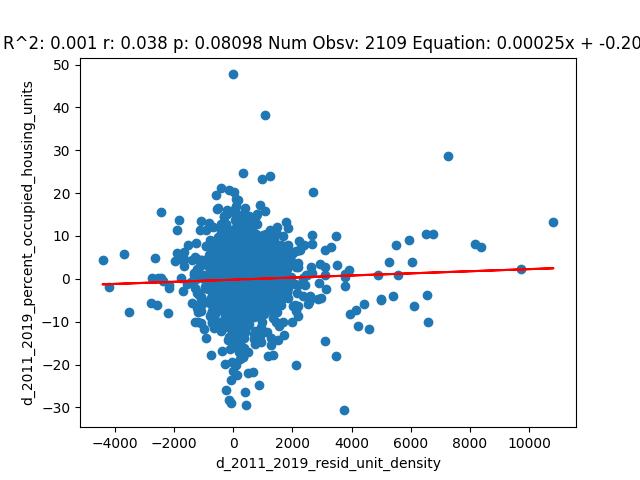 R^2: 0.001 r: 0.038 p: 0.08098 Num Obsv: 2109 Equation: 0.00025x + -0.20
50
40
30
20
10
0
−10
−20
−30
d_2011_2019_percent_occupied_housing_units
−4000 −2000 0 2000 4000 6000 8000 10000
d_2011_2019_resid_unit_density